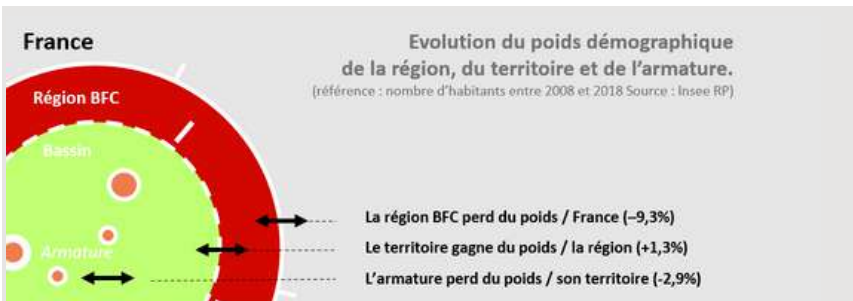 France
Evolution du poids démographique
de la région, du territoire et de l'armature.
(référence : nombre d'habitants entre 2008 et 2018 Source : Insee RP)
Région BFC
Bassin
Armature
La région BFC perd du poids / France (–9,3%)
Le territoire gagne du poids / la région (+1,3%)
L'armature perd du poids / son territoire (-2,9%)